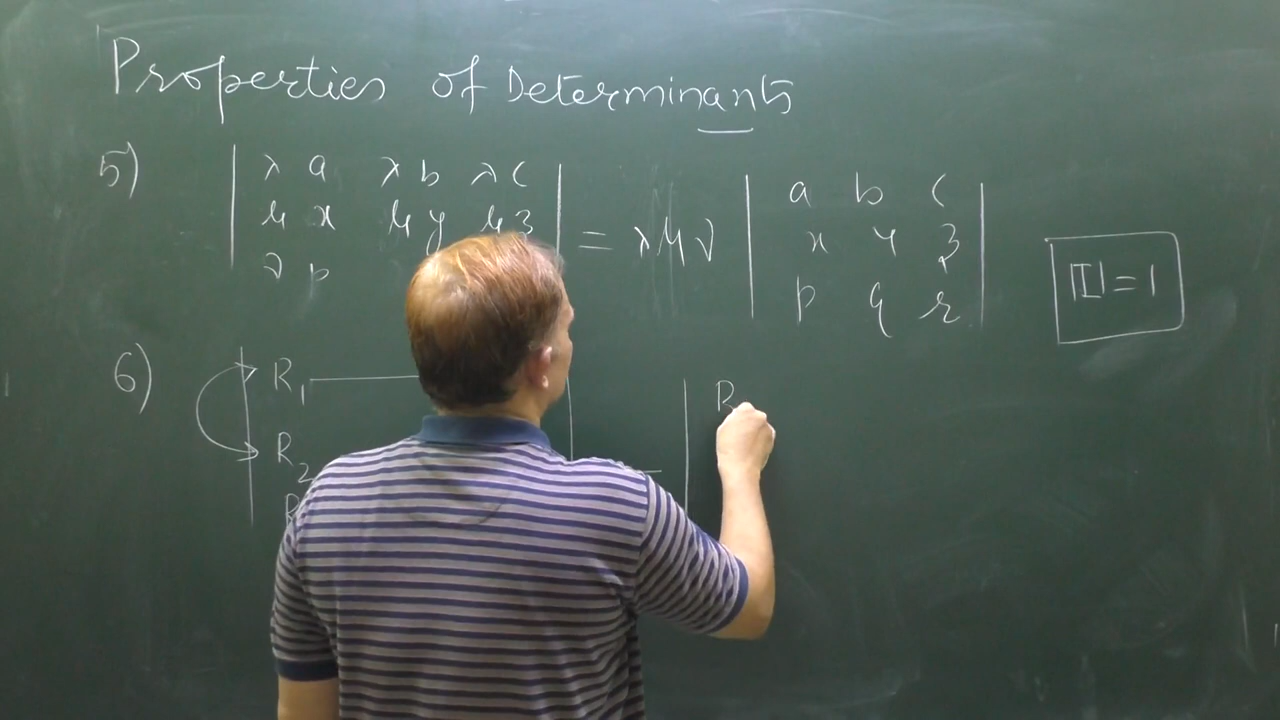 Properties of Determinants
5) | λa λb λc | = λμν | a b c |
μx μy μz x y z
νp p q r
|I| = 1
6) | R1 | | R
R2
R